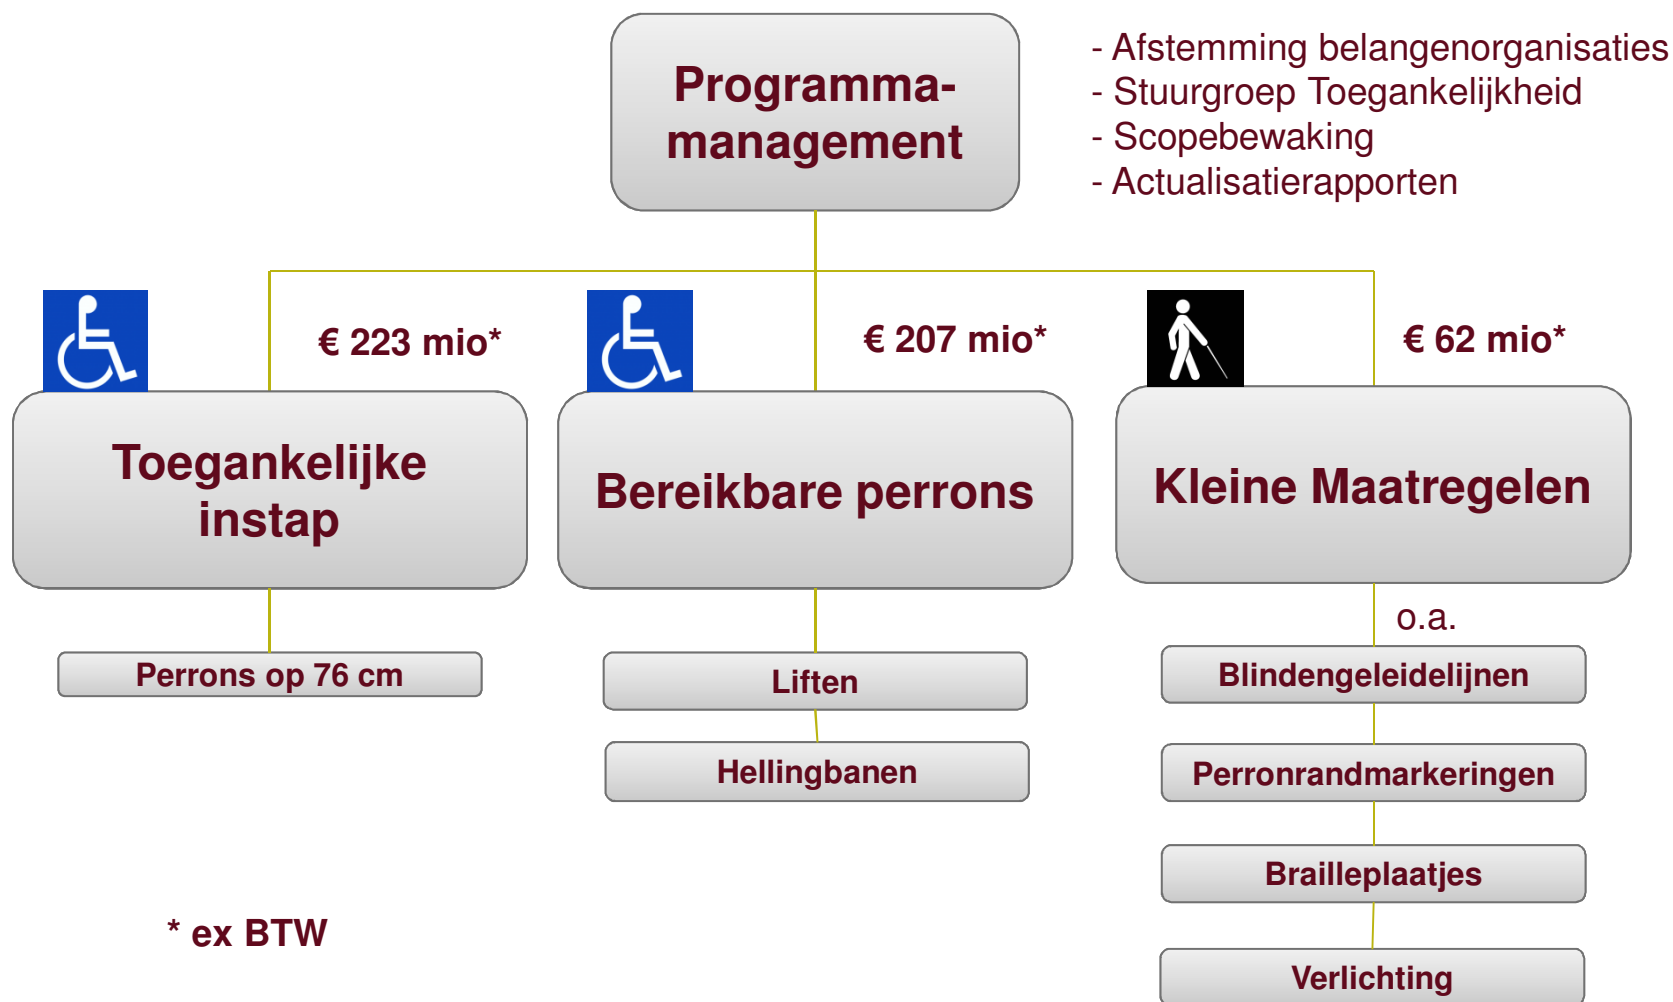 Programma-
management
- Afstemming belangenorganisaties
- Stuurgroep Toegankelijkheid
- Scopebewaking
- Actualisatierapporten
€ 223 mio*
€ 207 mio*
€ 62 mio*
Toegankelijke
instap
Bereikbare perrons
Kleine Maatregelen
o.a.
Perrons op 76 cm
Liften
Hellingbanen
Blindengeleidelijnen
Perronrandmarkeringen
Brailleplaatjes
Verlichting
* ex BTW